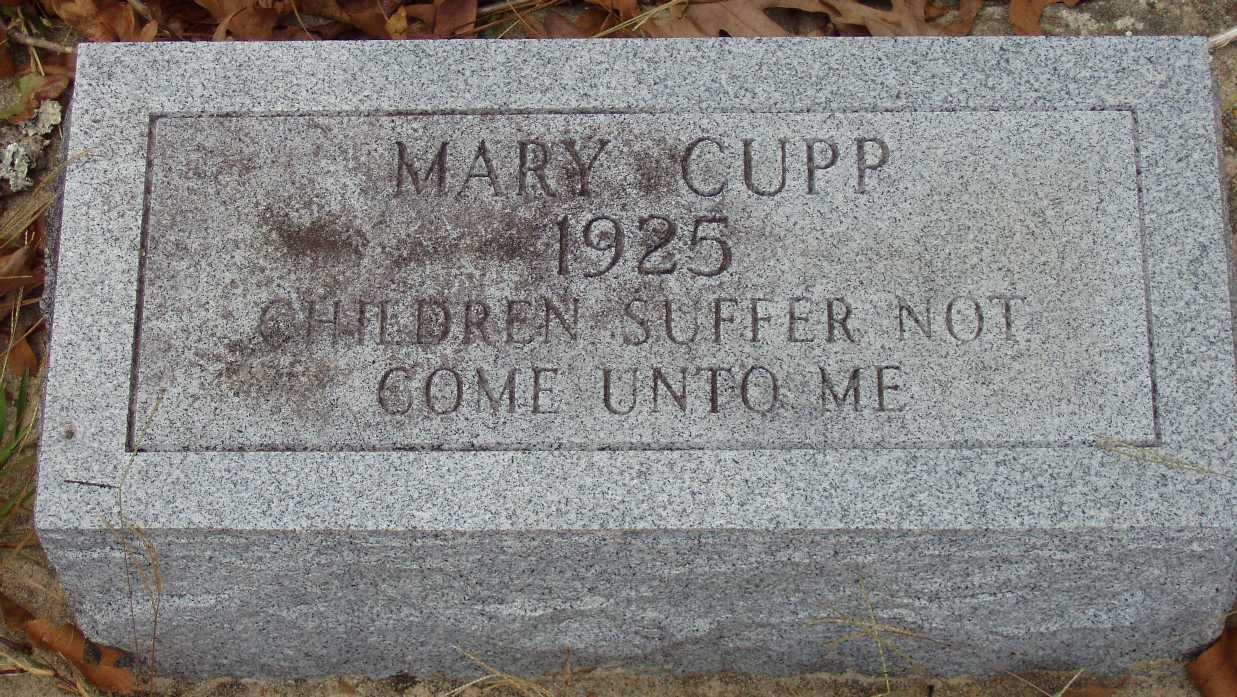 MARY CUPP
1925
CHILDREN SUFFER NOT
COME UNTO ME